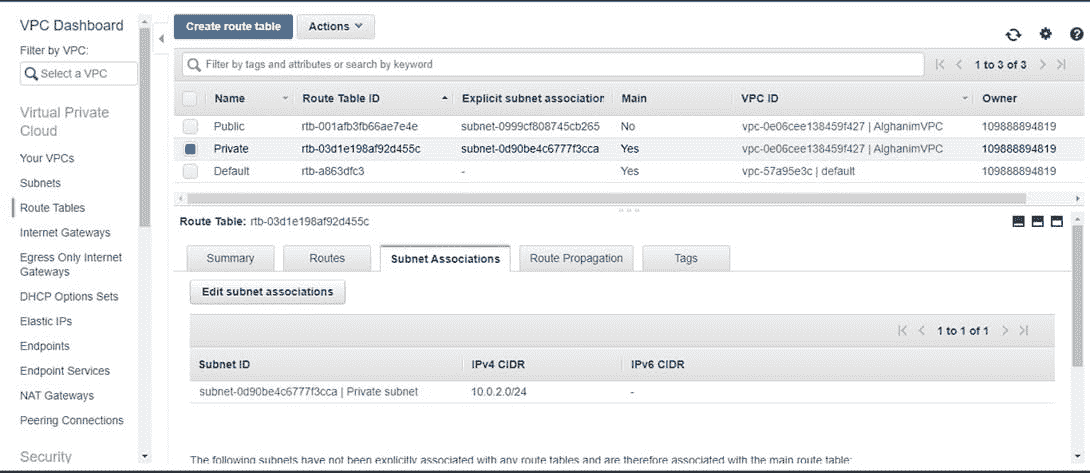 VPC Dashboard
Filter by VPC:
Select a VPC
Virtual Private
Cloud
Your VPCs
Subnets
Route Tables
Internet Gateways
Egress Only Internet
Gateways
DHCP Options Sets
Elastic IPs
Endpoints
Endpoint Services
NAT Gateways
Peering Connections
Security
Create route table Actions
Filter by tags and attributes or search by keyword
1 to 3 of 3
Name Route Table ID Explicit subnet association Main VPC ID Owner
Public rtb-001afb3fb66ae7e4e subnet-0999cf808745cb265 No vpc-0e06cee138459f427 | AlghanimVPC 109888894819
Private rtb-03d1e198af92d455c subnet-0d90be4c6777f3cca Yes vpc-0e06cee138459f427 | AlghanimVPC 109888894819
Default rtb-a863dfc3 - Yes vpc-57a95e3c | default 109888894819
Route Table: rtb-03d1e198af92d455c
Summary Routes Subnet Associations Route Propagation Tags
Edit subnet associations
1 to 1 of 1
Subnet ID IPv4 CIDR IPv6 CIDR
subnet-0d90be4c6777f3cca | Private subnet 10.0.2.0/24 -
The following subnets have not been explicitly associated with any route tables and are therefore associated with the main route table: